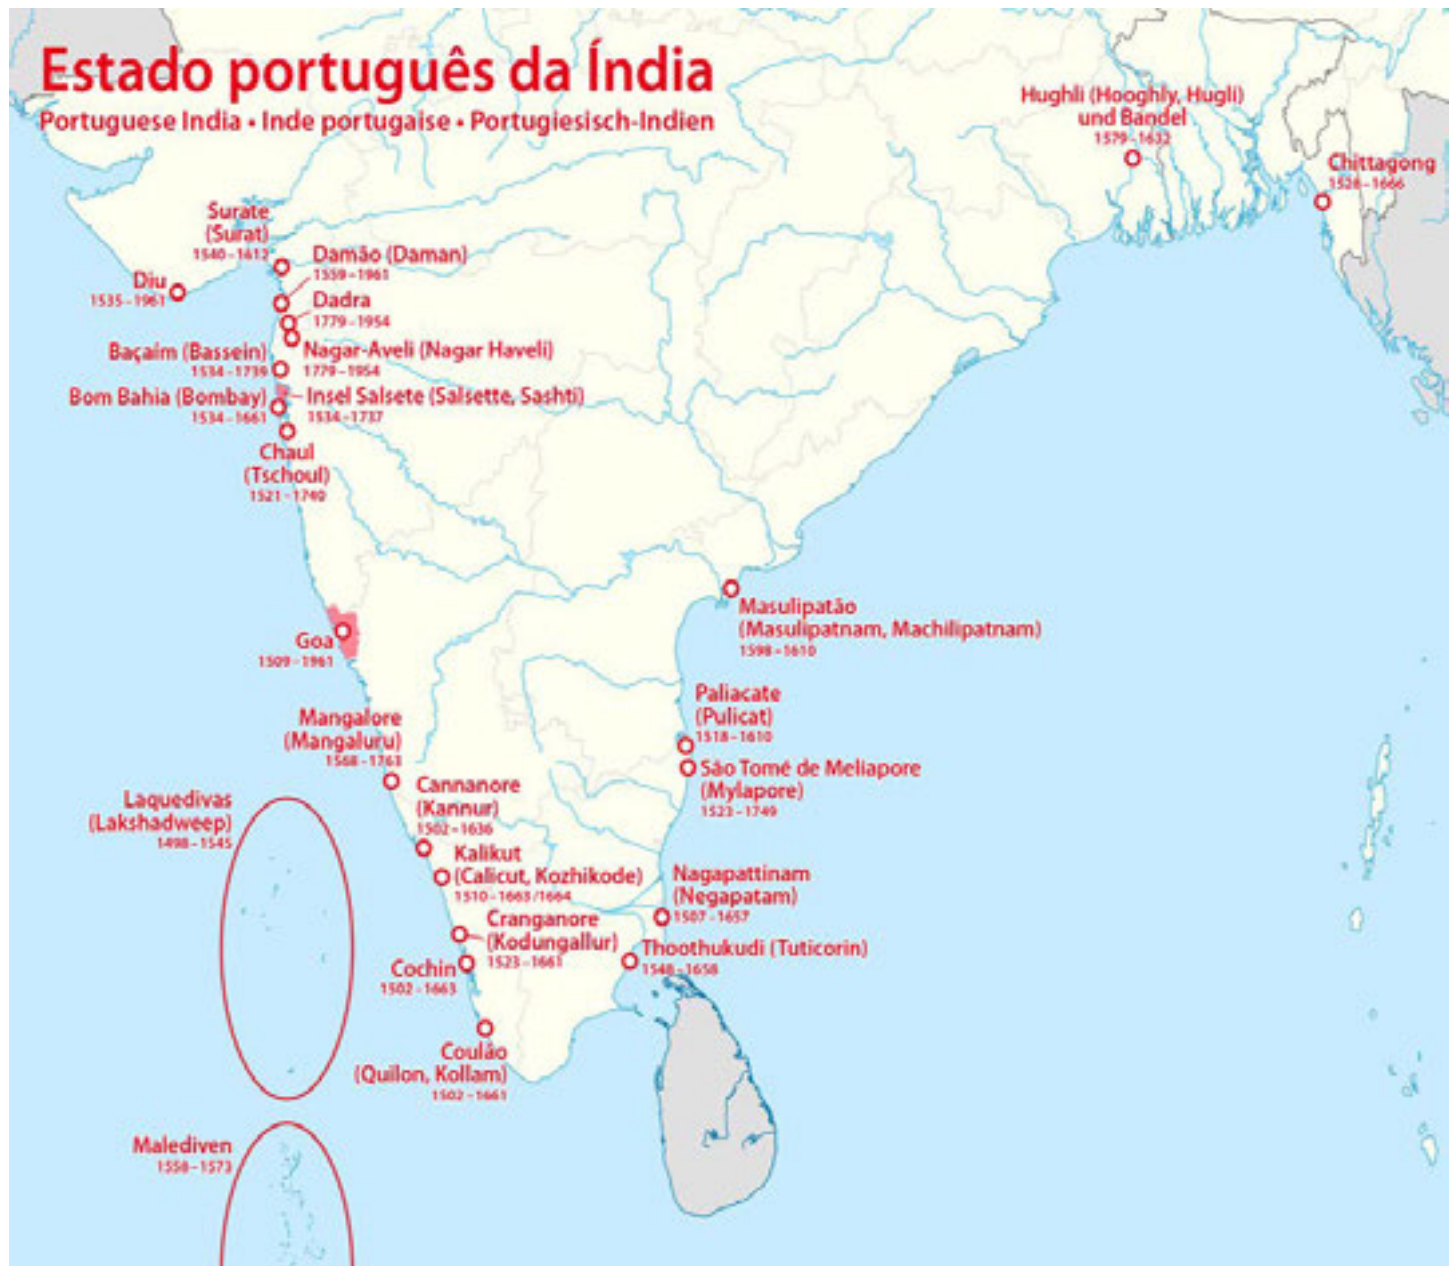 Estado português da Índia
Portuguese India • Inde portugaise • Portugiesisch-Indien
Hughli (Hooghly, Hugli)
und Bandel
1579–1632
Chittagong
1528–1666
Surate
(Surat)
1540–1612
Damão (Daman)
1559–1961
Diu
1535–1961
Dadra
1779–1954
Baçaím (Bassein)
1534–1739
Nagar-Aveli (Nagar Haveli)
1779–1954
Bom Bahia (Bombay)
1534–1661
Insel Salsete (Salsette, Sashti)
1534–1737
Chaul
(Tschoul)
1521–1740
Masulipatão
(Masulipatnam, Machilipatnam)
1598–1610
Goa
1509–1961
Paliacate
(Pulicat)
1518–1610
Mangalore
(Mangaluru)
1568–1763
São Tomé de Meliapore
(Mylapore)
1523–1749
Cannanore
(Kannur)
1502–1636
Laquedivas
(Lakshadweep)
1498–1545
Kalikut
(Calicut, Kozhikode)
1510–1663/1664
Nagapattinam
(Negapatam)
1507–1657
Cranganore
(Kodungallur)
1523–1661
Thoothukudi (Tuticorin)
1548–1658
Cochin
1502–1663
Coulão
(Quilon, Kollam)
1502–1661
Malediven
1558–1573